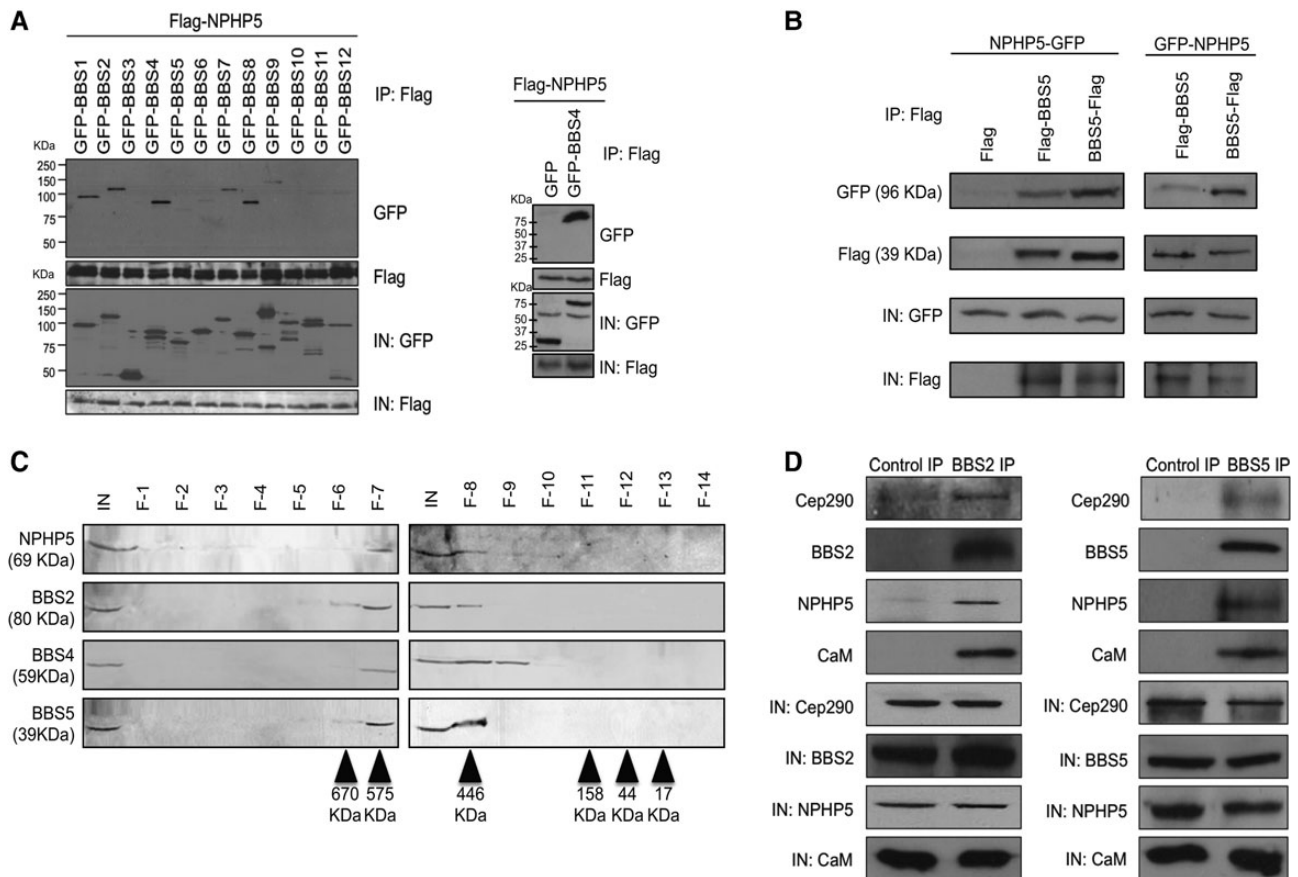 A
Flag-NPHP5
GFP-BBS1
GFP-BBS2
GFP-BBS3
GFP-BBS4
GFP-BBS5
GFP-BBS6
GFP-BBS7
GFP-BBS8
GFP-BBS9
GFP-BBS10
GFP-BBS11
GFP-BBS12
IP: Flag
KDa
250
150
100
75
50
GFP
KDa
Flag
250
150
100
75
50
IN: GFP
IN: Flag
Flag-NPHP5
GFP
GFP-BBS4
IP: Flag
KDa
75
50
37
25
GFP
Flag
KDa
75
50
37
25
IN: GFP
IN: Flag
B
NPHP5-GFP
GFP-NPHP5
IP: Flag
Flag
Flag-BBS5
BBS5-Flag
Flag-BBS5
BBS5-Flag
GFP (96 KDa)
Flag (39 KDa)
IN: GFP
IN: Flag
C
IN
F-1
F-2
F-3
F-4
F-5
F-6
F-7
IN
F-8
F-9
F-10
F-11
F-12
F-13
F-14
NPHP5
(69 KDa)
BBS2
(80 KDa)
BBS4
(59KDa)
BBS5
(39KDa)
670 575 446 158 44 17
KDa KDa KDa KDa KDa KDa
D
Control IP BBS2 IP
Cep290
BBS2
NPHP5
CaM
IN: Cep290
IN: BBS2
IN: NPHP5
IN: CaM
Control IP BBS5 IP
Cep290
BBS5
NPHP5
CaM
IN: Cep290
IN: BBS5
IN: NPHP5
IN: CaM